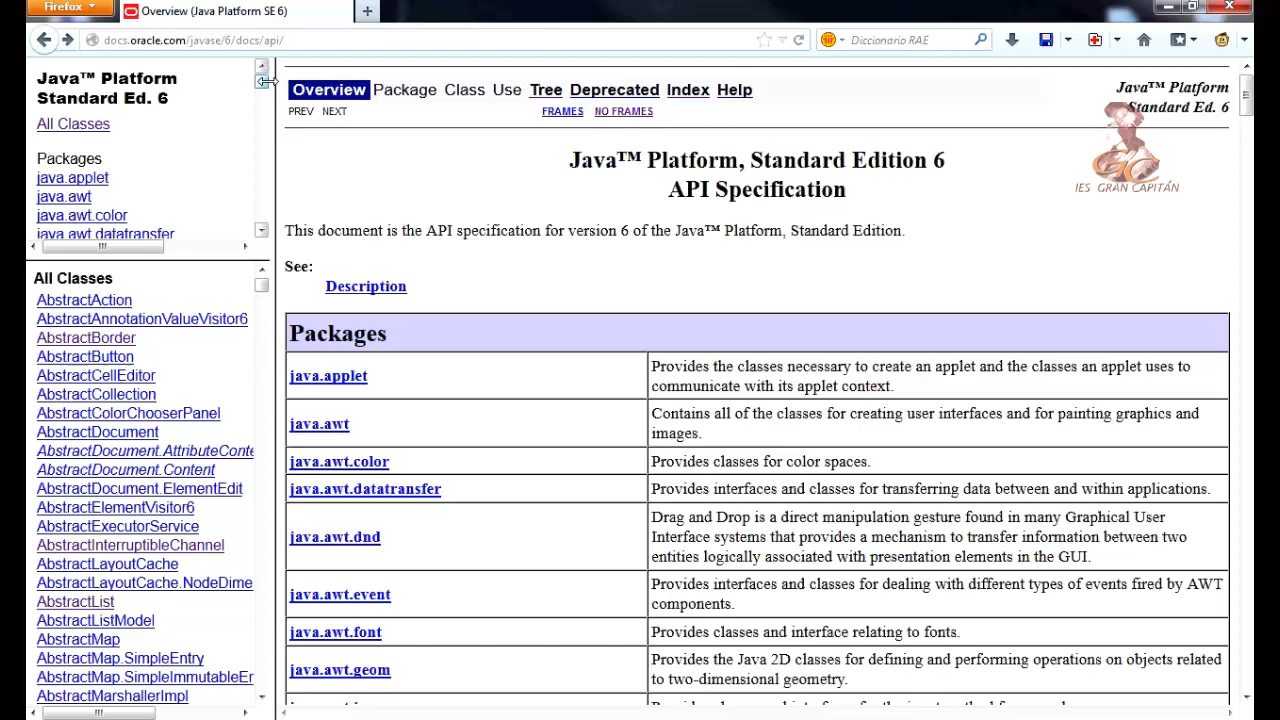 Firefox
Overview (Java Platform SE 6)
docs.oracle.com/javase/6/docs/api/
Diccionario RAE
Java™ Platform
Standard Ed. 6
All Classes
Packages
java.applet
java.awt
java.awt.color
java.awt.datatransfer
All Classes
AbstractAction
AbstractAnnotationValueVisitor6
AbstractBorder
AbstractButton
AbstractCellEditor
AbstractCollection
AbstractColorChooserPanel
AbstractDocument
AbstractDocument.AttributeConte
AbstractDocument.Content
AbstractDocument.ElementEdit
AbstractElementVisitor6
AbstractExecutorService
AbstractInterruptibleChannel
AbstractLayoutCache
AbstractLayoutCache.NodeDime
AbstractList
AbstractListModel
AbstractMap
AbstractMap.SimpleEntry
AbstractMap.SimpleImmutableEr
AbstractMarshallerImpl
Overview Package Class Use Tree Deprecated Index Help
PREV NEXT FRAMES NO FRAMES
Java™ Platform
Standard Ed. 6
IES GRAN CAPITÁN
Java™ Platform, Standard Edition 6
API Specification
This document is the API specification for version 6 of the Java™ Platform, Standard Edition.
See:
Description
Packages
java.applet
Provides the classes necessary to create an applet and the classes an applet uses to
communicate with its applet context.
java.awt
Contains all of the classes for creating user interfaces and for painting graphics and
images.
java.awt.color
Provides classes for color spaces.
java.awt.datatransfer
Provides interfaces and classes for transferring data between and within applications.
java.awt.dnd
Drag and Drop is a direct manipulation gesture found in many Graphical User
Interface systems that provides a mechanism to transfer information between two
entities logically associated with presentation elements in the GUI.
java.awt.event
Provides interfaces and classes for dealing with different types of events fired by AWT
components.
java.awt.font
Provides classes and interface relating to fonts.
java.awt.geom
Provides the Java 2D classes for defining and performing operations on objects related
to two-dimensional geometry.